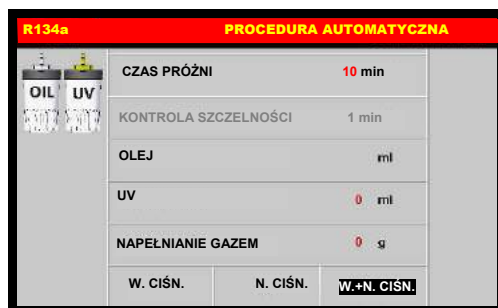 R134a PROCEDURA AUTOMATYCZNA
OIL UV
CZAS PRÓŻNI 10 min
KONTROLA SZCZELNOŚCI 1 min
OLEJ ml
UV 0 ml
NAPEŁNIANIE GAZEM 0 g
W. CIŚN. N. CIŚN. W.+N. CIŚN.